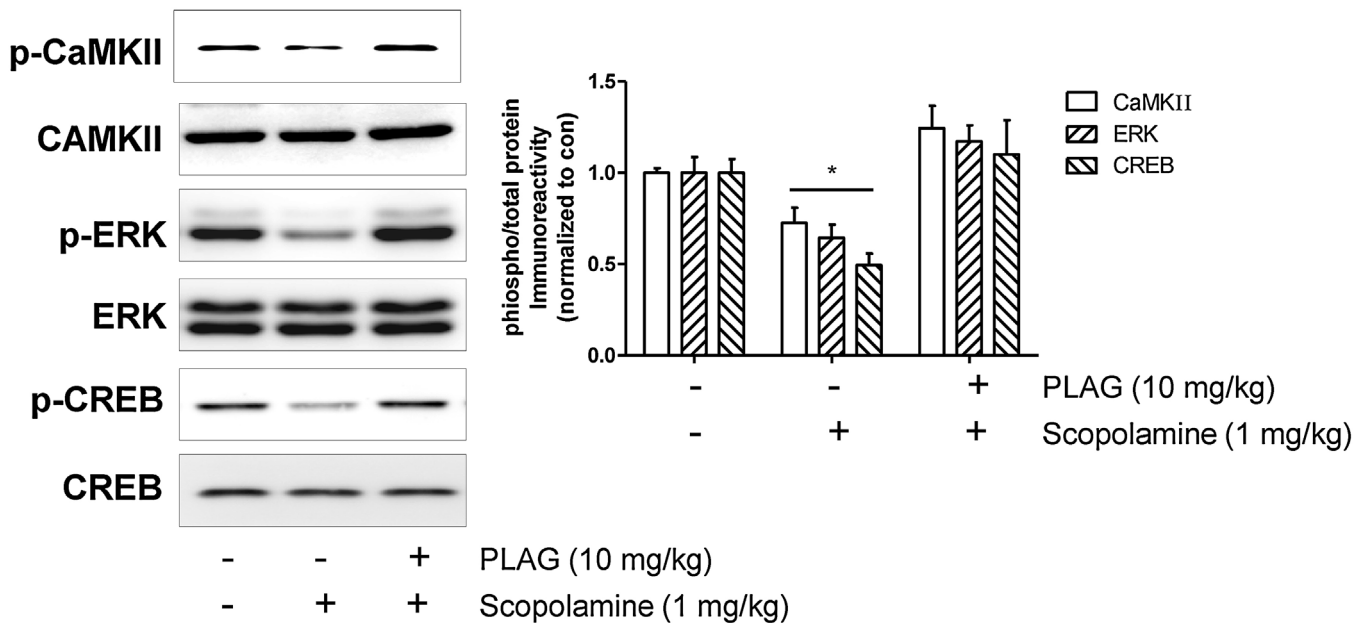 p-CaMKII
CAMKII
p-ERK
ERK
p-CREB
CREB
- - + PLAG (10 mg/kg)
- + + Scopolamine (1 mg/kg)
phiospho/total protein
Immunoreactivity
(normalized to con)
1.5
1.0
0.5
0.0
*
CaMKII
ERK
CREB
- - + PLAG (10 mg/kg)
- + + Scopolamine (1 mg/kg)